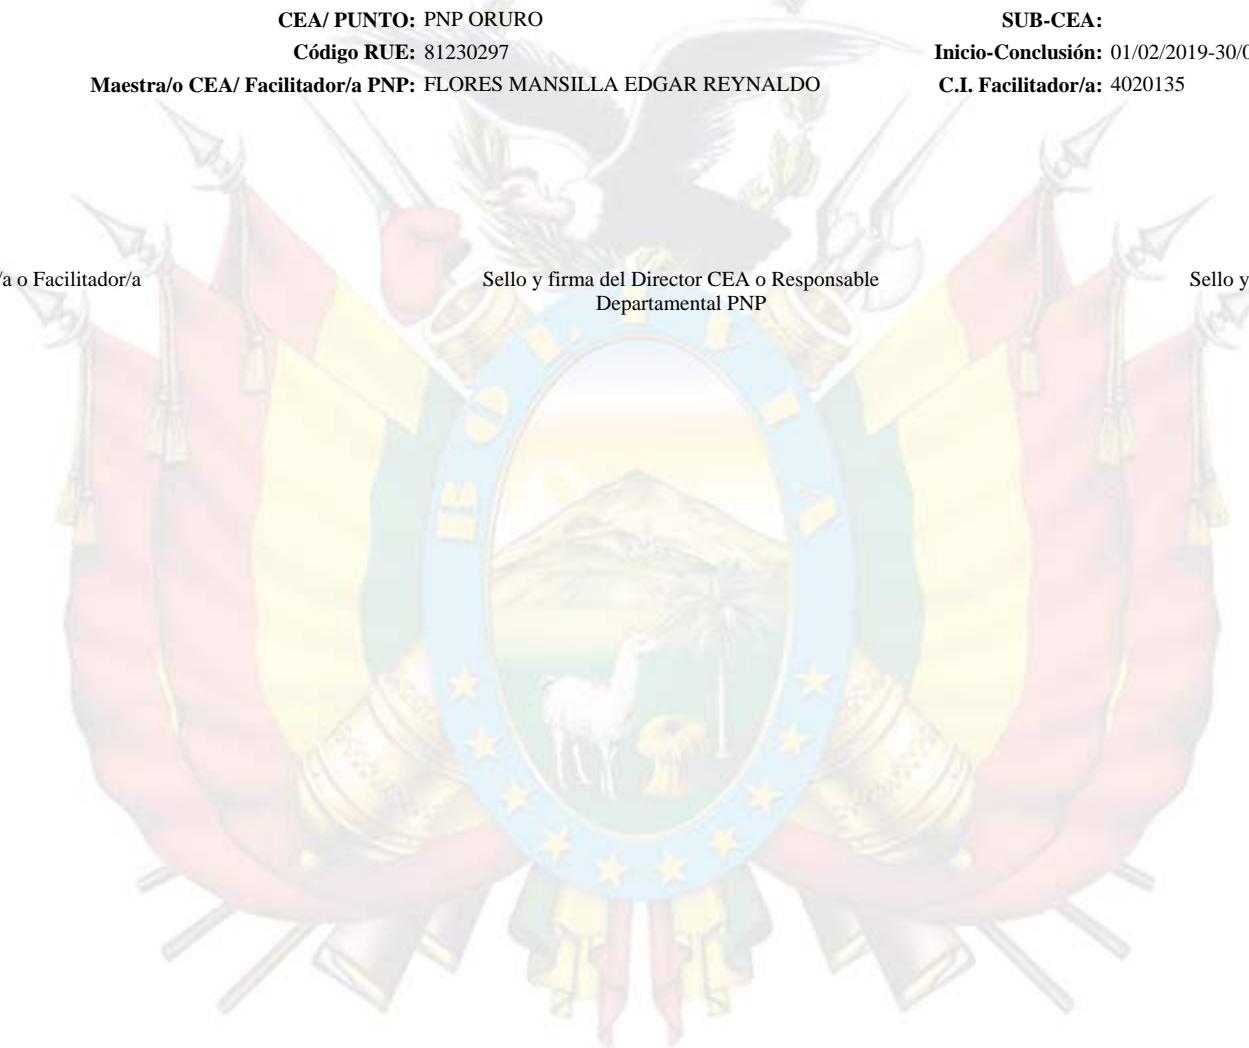 CEA/ PUNTO: PNP ORURO SUB-CEA:
Código RUE: 81230297 Inicio-Conclusión: 01/02/2019-30/0
Maestra/o CEA/ Facilitador/a PNP: FLORES MANSILLA EDGAR REYNALDO C.I. Facilitador/a: 4020135
/a o Facilitador/a Sello y firma del Director CEA o Responsable Sello y
Departamental PNP
BOLIVIA